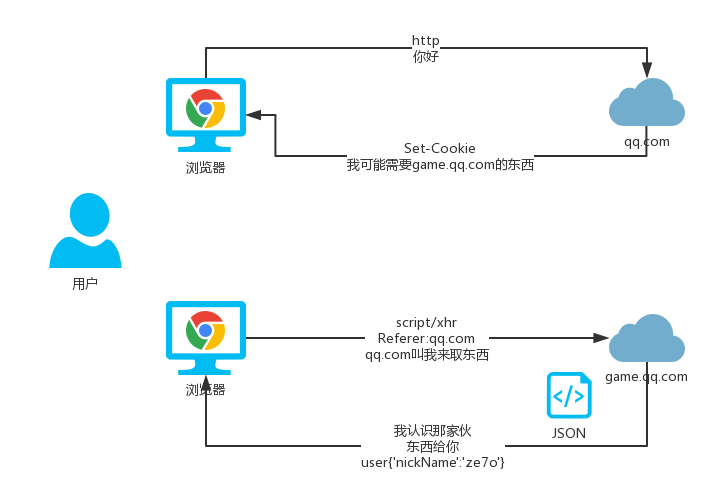 http
你好
浏览器
qq.com
Set-Cookie
我可能需要game.qq.com的东西
用户
script/xhr
Referer:qq.com
qq.com叫我来取东西
浏览器
game.qq.com
</>
JSON
我认识那家伙
东西给你
user{'nickName':'ze7o'}